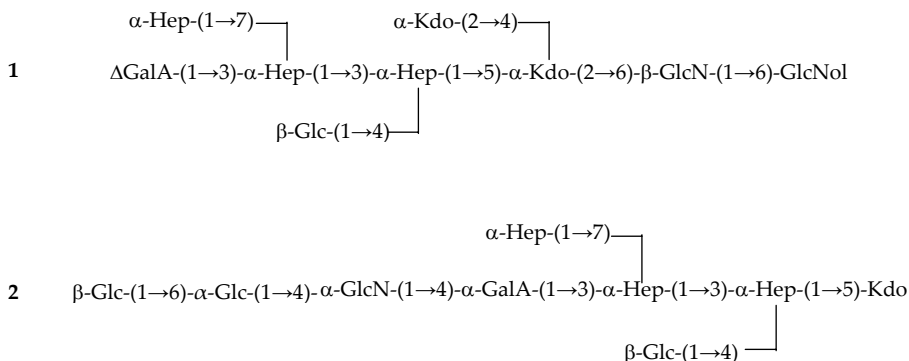 α-Hep-(1→7) α-Kdo-(2→4)
1 ΔGalA-(1→3)-α-Hep-(1→3)-α-Hep-(1→5)-α-Kdo-(2→6)-β-GlcN-(1→6)-GlcNol
β-Glc-(1→4)
α-Hep-(1→7)
2 β-Glc-(1→6)-α-Glc-(1→4)-α-GlcN-(1→4)-α-GalA-(1→3)-α-Hep-(1→3)-α-Hep-(1→5)-Kdo
β-Glc-(1→4)